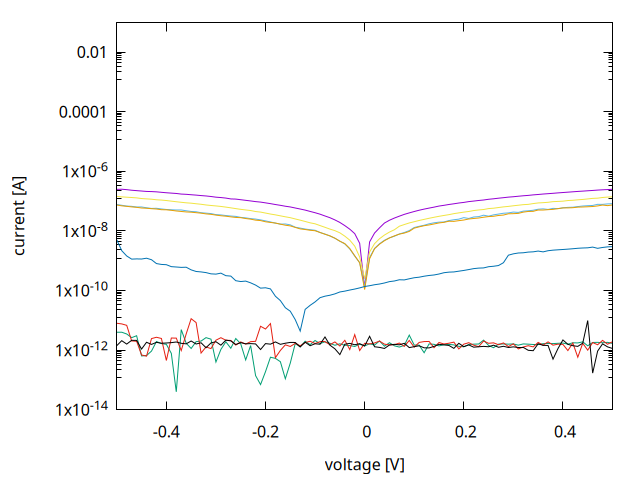 0.01
0.0001
1x10⁻⁶
1x10⁻⁸
1x10⁻¹⁰
1x10⁻¹²
1x10⁻¹⁴
current [A]
-0.4 -0.2 0 0.2 0.4
voltage [V]